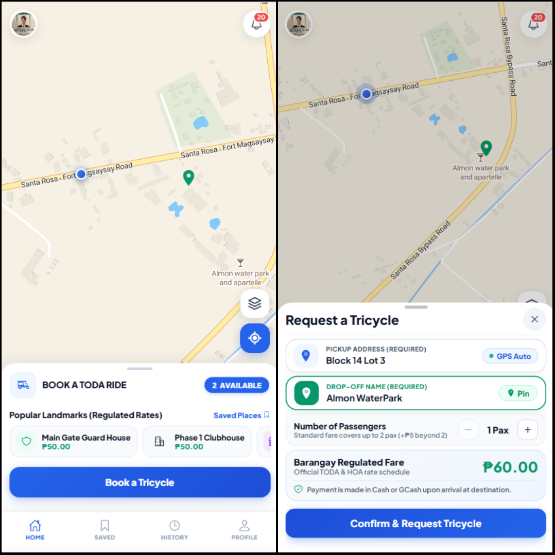 20
Santa Rosa - Fort Magsaysay Road
Santa Rosa - Fort Magsaysay
Almon water park
and apartelle
BOOK A TODA RIDE
2 AVAILABLE
Popular Landmarks (Regulated Rates)
Saved Places
Main Gate Guard House
₱50.00
Phase 1 Clubhouse
₱50.00
Book a Tricycle
HOME
SAVED
HISTORY
PROFILE
20
Santa Rosa Bypass Road
Santa Rosa - Fort Magsaysay Road
Sant
Almon water park
and apartelle
Santa Rosa Bypass Road
Request a Tricycle
PICKUP ADDRESS (REQUIRED)
Block 14 Lot 3
GPS Auto
DROP-OFF NAME (REQUIRED)
Almon WaterPark
Pin
Number of Passengers
Standard fare covers up to 2 pax (+₱5 beyond 2)
1 Pax
Barangay Regulated Fare
Official TODA & HOA rate schedule
₱60.00
Payment is made in Cash or GCash upon arrival at destination.
Confirm & Request Tricycle